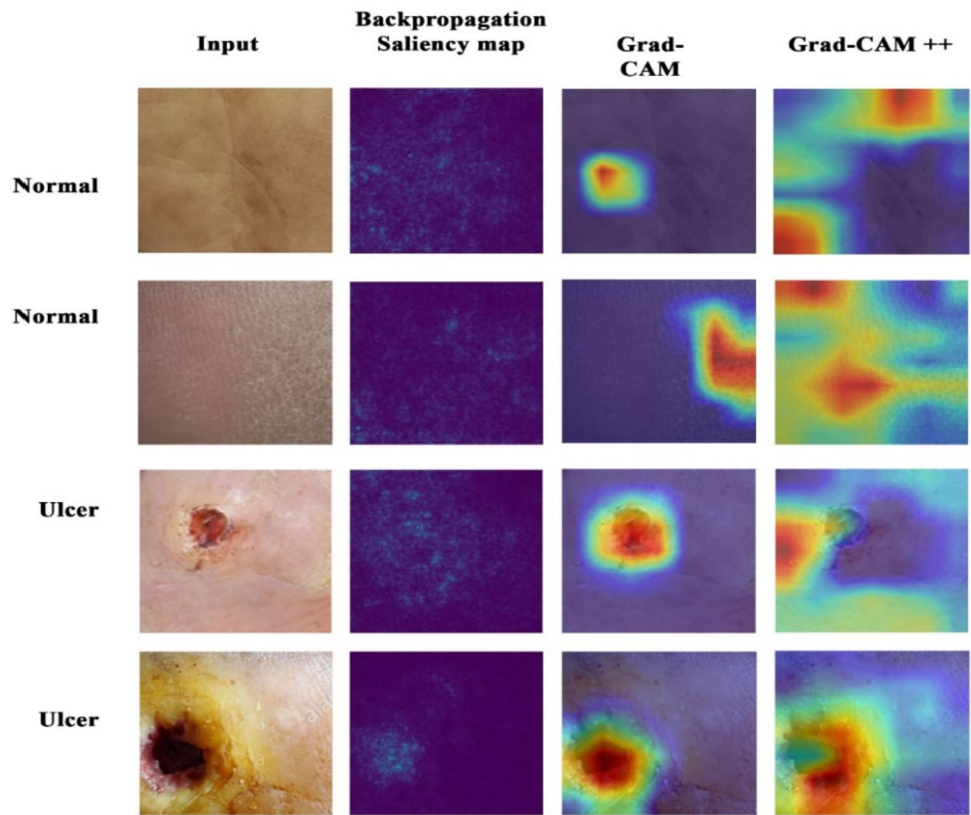 Input
Backpropagation
Saliency map
Grad-
CAM
Grad-CAM ++
Normal
Normal
Ulcer
Ulcer